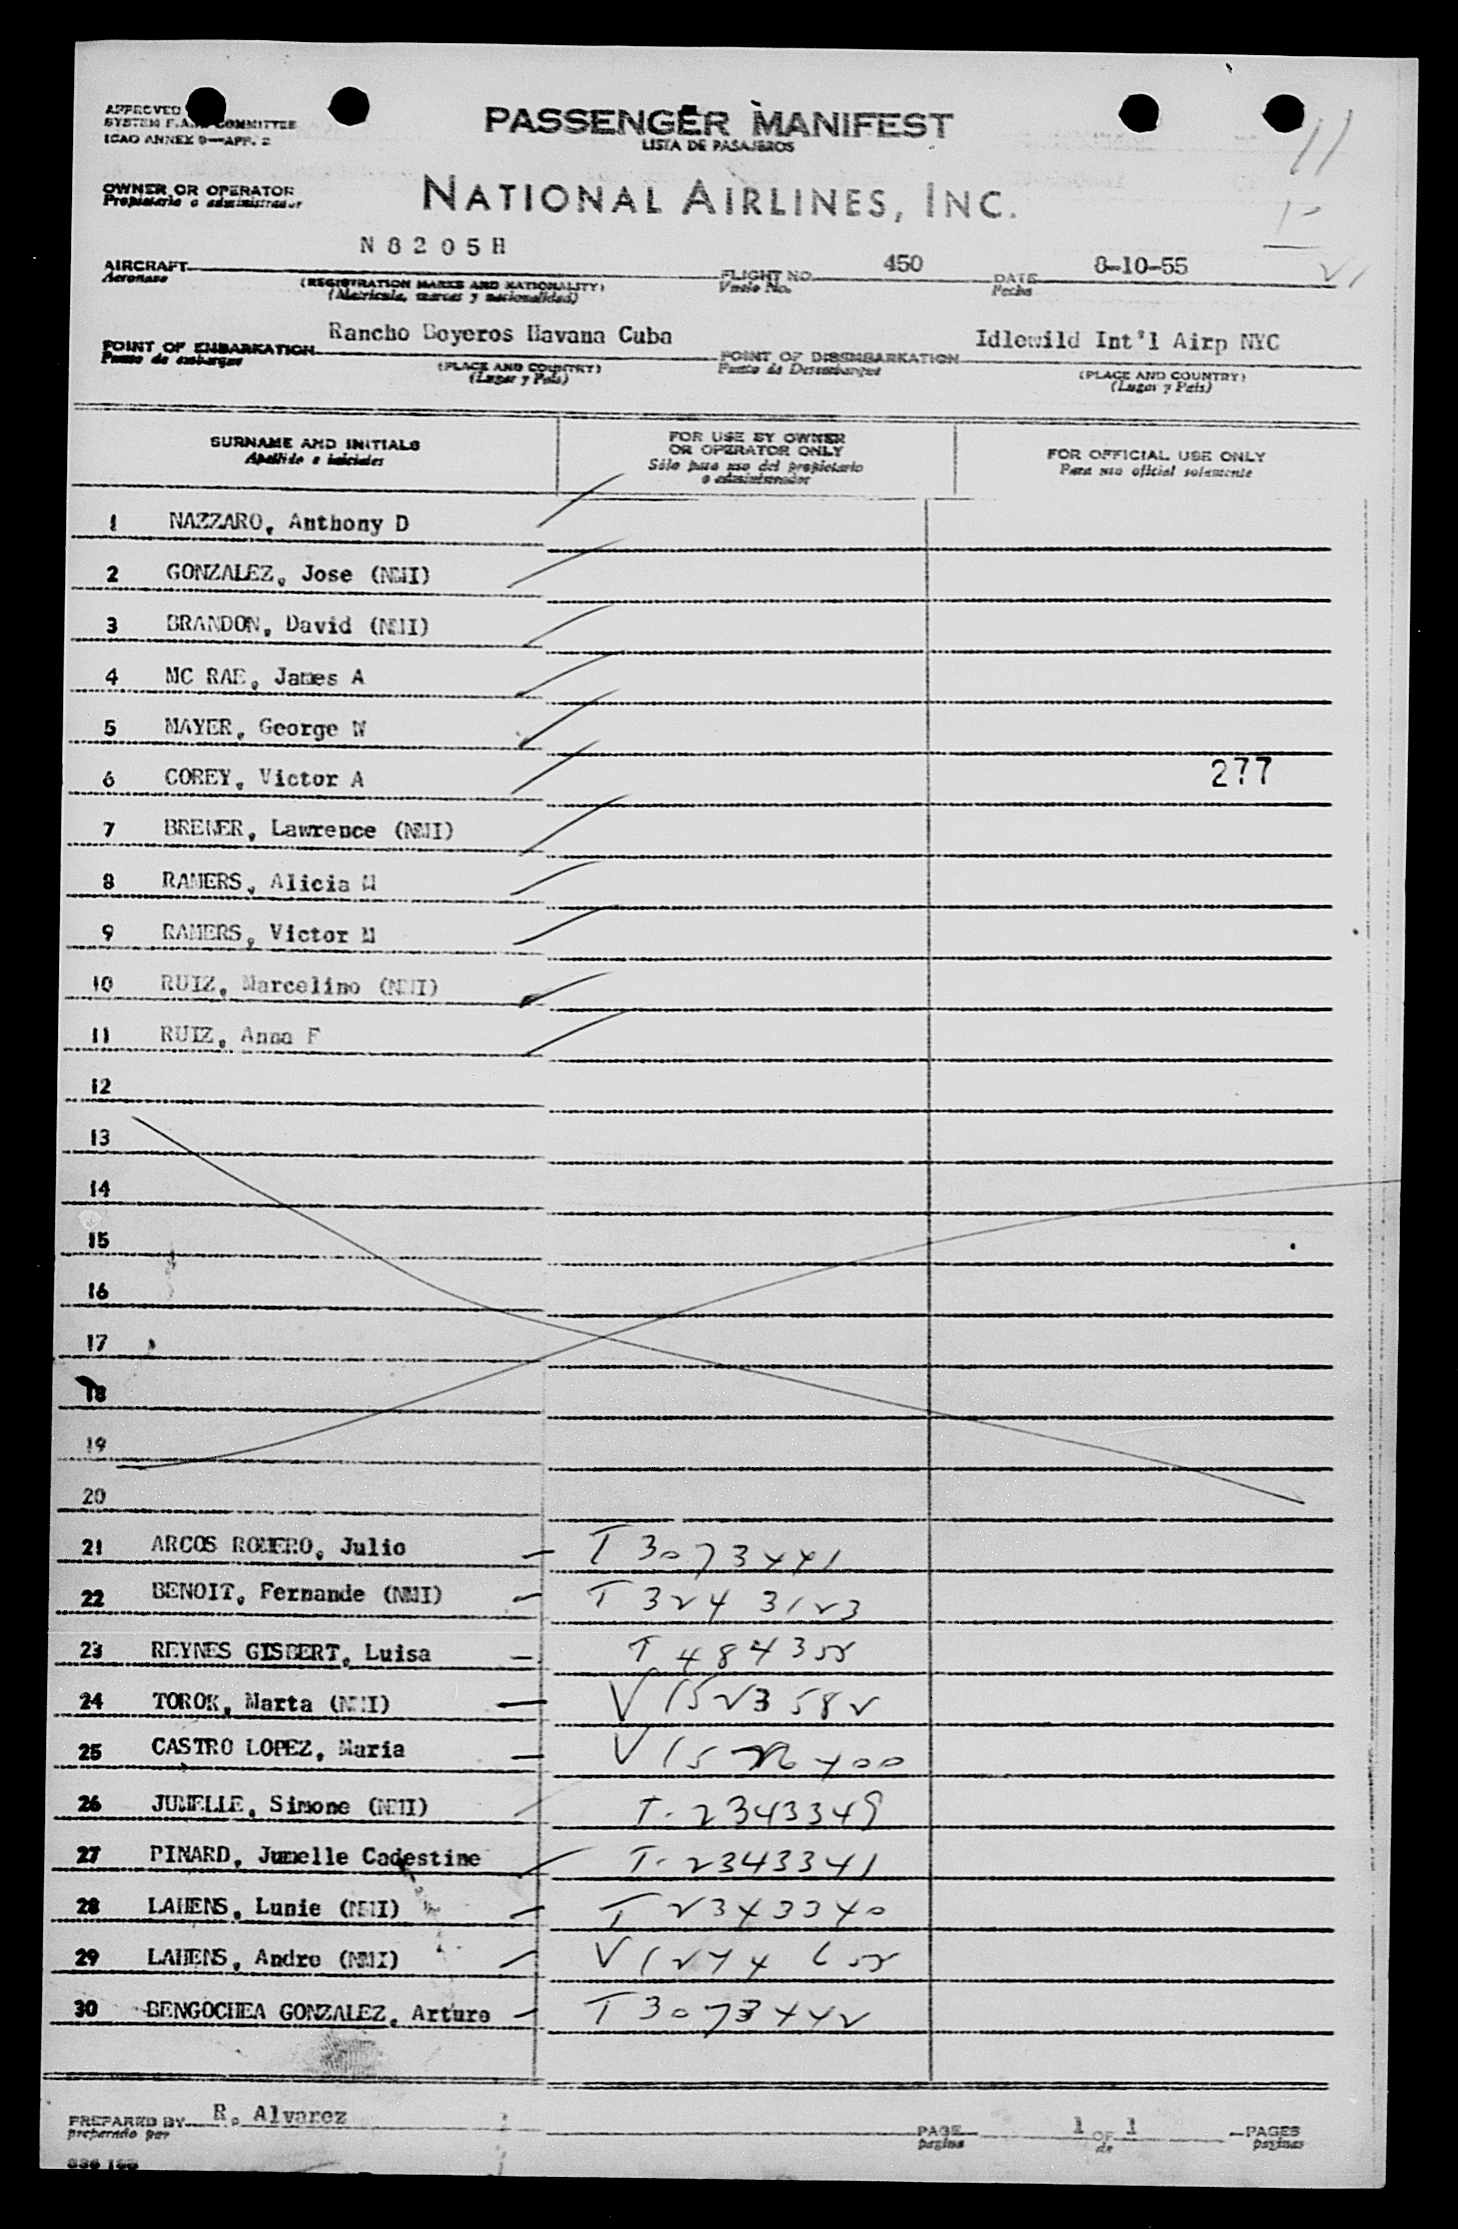 APPROVED
SYSTEM F.A.L. COMMITTEE
ICAO ANNEX 9—APP. 2
PASSENGER MANIFEST
LISTA DE PASAJEROS
11
OWNER OR OPERATOR
Propietario o administrador
NATIONAL AIRLINES, INC.
N8205H
AIRCRAFT
Aeronave
(REGISTRATION MARKS AND NATIONALITY)
(Matricula, marcas y nacionalidad)
FLIGHT NO. 450
Vuelo No.
DATE 8-10-55
Fecha
POINT OF EMBARKATION Rancho Boyeros Havana Cuba
Punto de embarque
(PLACE AND COUNTRY)
(Lugar y País)
POINT OF DISEMBARKATION Idlewild Int'l Airp NYC
Punto de Desembarque
(PLACE AND COUNTRY)
(Lugar y País)
SURNAME AND INITIALS
Apellido e iniciales
FOR USE BY OWNER
OR OPERATOR ONLY
Sólo para uso del propietario
o administrador
FOR OFFICIAL USE ONLY
Para uso oficial solamente
1 NAZZARO, Anthony D
2 GONZALEZ, Jose (NMI)
3 BRANDON, David (NMI)
4 MC RAE, James A
5 MAYER, George W
6 COREY, Victor A 277
7 BREWER, Lawrence (NMI)
8 RAMERS, Alicia M
9 RAMERS, Victor M
10 RUIZ, Marcelino (NMI)
11 RUIZ, Anna F
12
13
14
15
16
17
18
19
20
21 ARCOS ROMERO, Julio T 3073441
22 BENOIT, Fernande (NMI) T 3243123
23 REYNES GISBERT, Luisa T 484352
24 TOROK, Marta (NMI) V 1523582
25 CASTRO LOPEZ, Maria
26 JUMELLE, Simone (NMI) T-2343349
27 PINARD, Jumelle Cadestine T-2343341
28 LAHENS, Lunie (NMI) T 2343340
29 LAHENS, Andre (NMI) V 1274652
30 BENGOCHEA GONZALEZ, Arturo T 3073442
PREPARED BY R. Alvarez
preparado por
PAGE 1 OF 1 PAGES
página de páginas